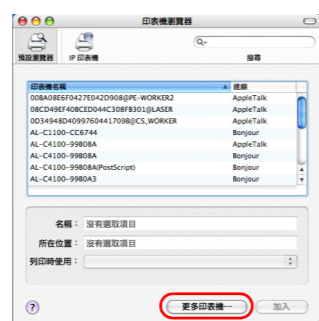 印表機瀏覽器
預設瀏覽器 IP 印表機 搜尋
印表機名稱 連線
00BA08E6F0427E042D908@PE-WORKER2 AppleTalk
08CD49EF40BCED044C308F8301@LASER AppleTalk
0D34948D40997604417098@CS_WORKER AppleTalk
AL-C1100-CC6744 Bonjour
AL-C4100-99808A Bonjour
AL-C4100-99808A Bonjour
AL-C4100-99808A(PostScript) Bonjour
AL-C4100-9980A3 Bonjour
名稱： 沒有選取項目
所在位置： 沒有選取項目
列印時使用：
? 更多印表機… 加入